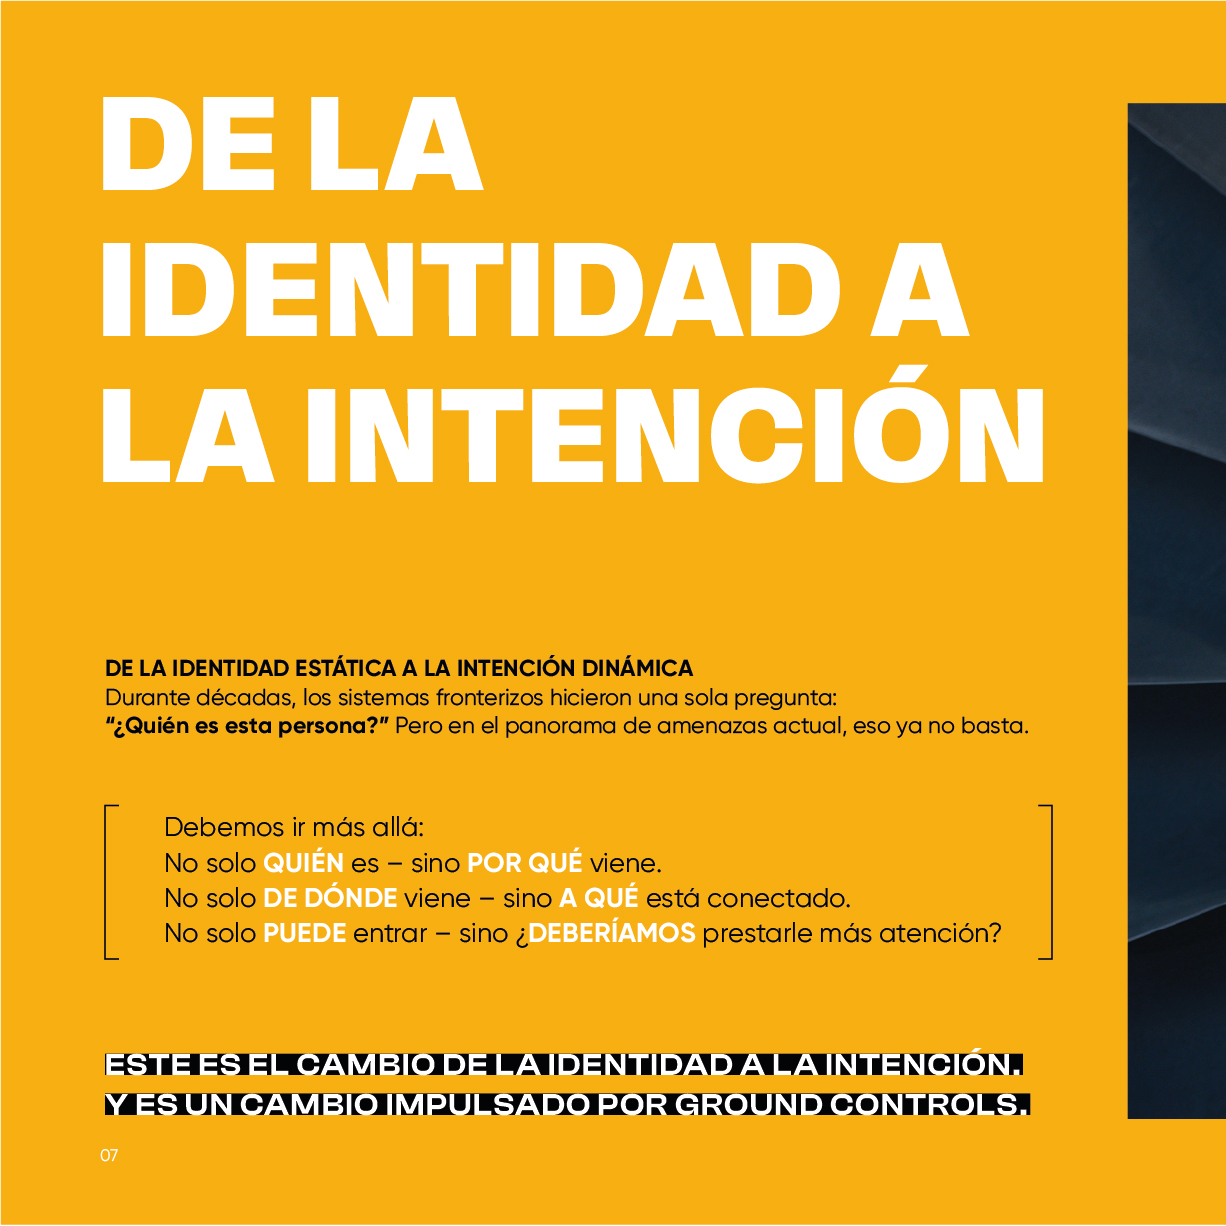 DE LA
IDENTIDAD A
LA INTENCIÓN
DE LA IDENTIDAD ESTÁTICA A LA INTENCIÓN DINÁMICA
Durante décadas, los sistemas fronterizos hicieron una sola pregunta:
“¿Quién es esta persona?” Pero en el panorama de amenazas actual, eso ya no basta.
Debemos ir más allá:
No solo QUIÉN es – sino POR QUÉ viene.
No solo DE DÓNDE viene – sino A QUÉ está conectado.
No solo PUEDE entrar – sino ¿DEBERÍAMOS prestarle más atención?
ESTE ES EL CAMBIO DE LA IDENTIDAD A LA INTENCIÓN.
Y ES UN CAMBIO IMPULSADO POR GROUND CONTROLS.
07